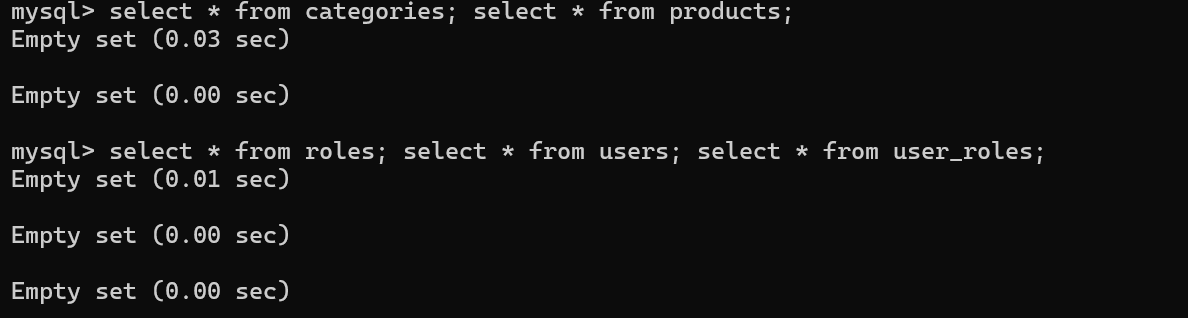 mysql> select * from categories; select * from products;
Empty set (0.03 sec)
Empty set (0.00 sec)
mysql> select * from roles; select * from users; select * from user_roles;
Empty set (0.01 sec)
Empty set (0.00 sec)
Empty set (0.00 sec)